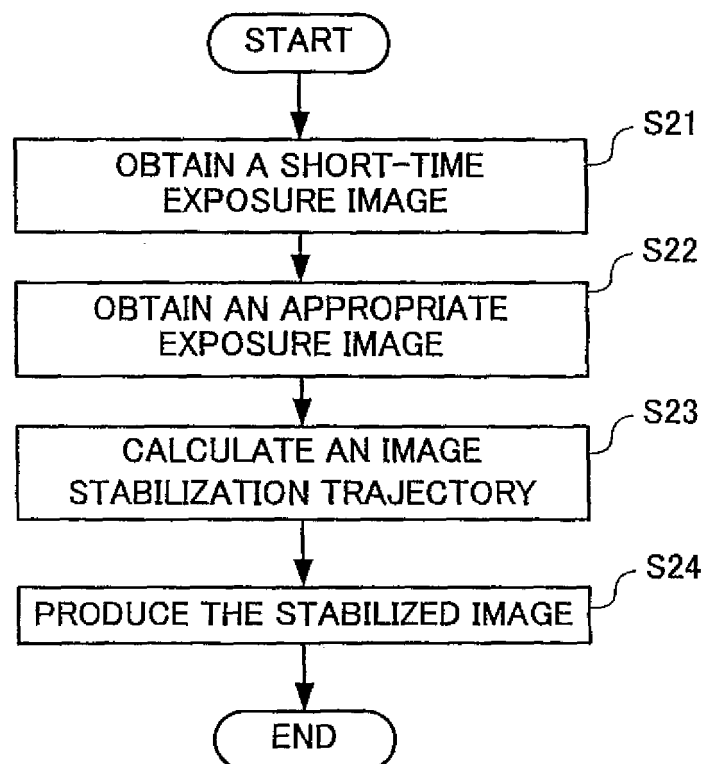 START
S21
OBTAIN A SHORT-TIME
EXPOSURE IMAGE
S22
OBTAIN AN APPROPRIATE
EXPOSURE IMAGE
S23
CALCULATE AN IMAGE
STABILIZATION TRAJECTORY
S24
PRODUCE THE STABILIZED IMAGE
END